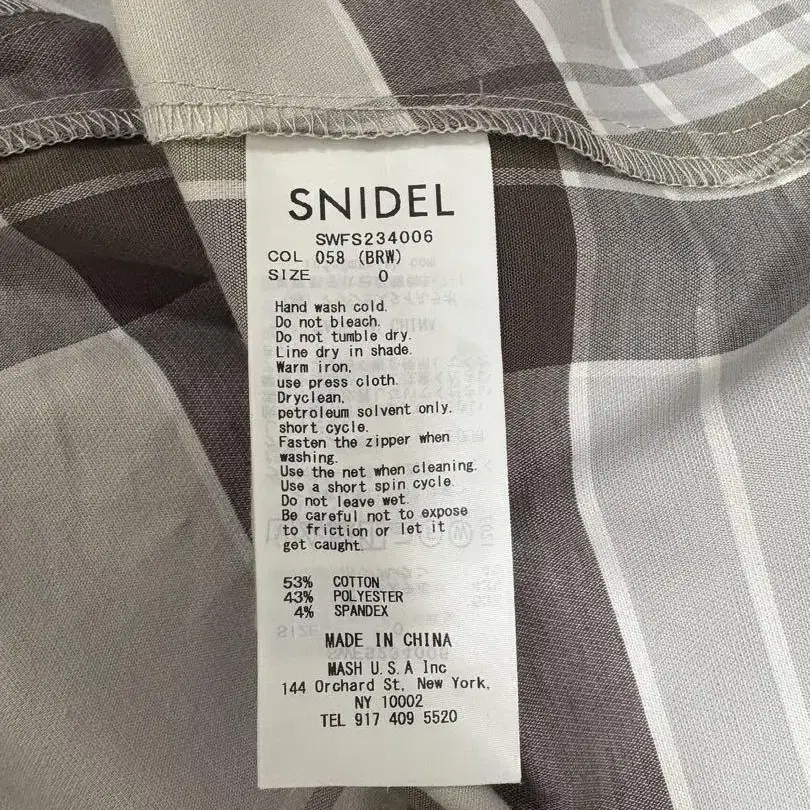 SNIDEL
SWFS234006
COL 058 (BRW)
SIZE 0
Hand wash cold.
Do not bleach.
Do not tumble dry.
Line dry in shade.
Warm iron,
use press cloth.
Dryclean,
petroleum solvent only.
short cycle.
Fasten the zipper when
washing.
Use the net when cleaning.
Use a short spin cycle
Do not leave wet.
Be careful not to expose
to friction or let it
get caught.
53% COTTON
43% POLYESTER
4% SPANDEX
MADE IN CHINA
MASH U.S.A Inc
144 Orchard St, New York,
NY 10002
TEL 917 409 5520